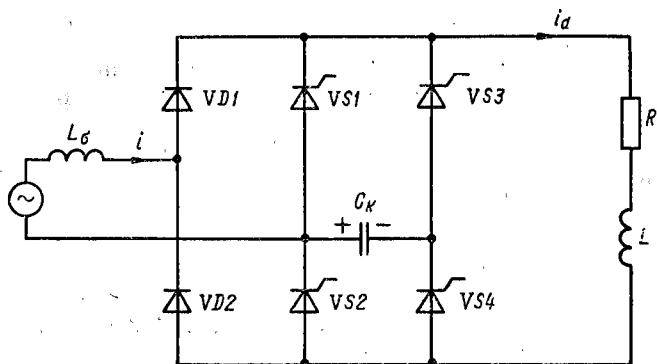 i_d
VD1
VS1
VS3
R
L_б
i
C_к
+
−
~
L
VD2
VS2
VS4